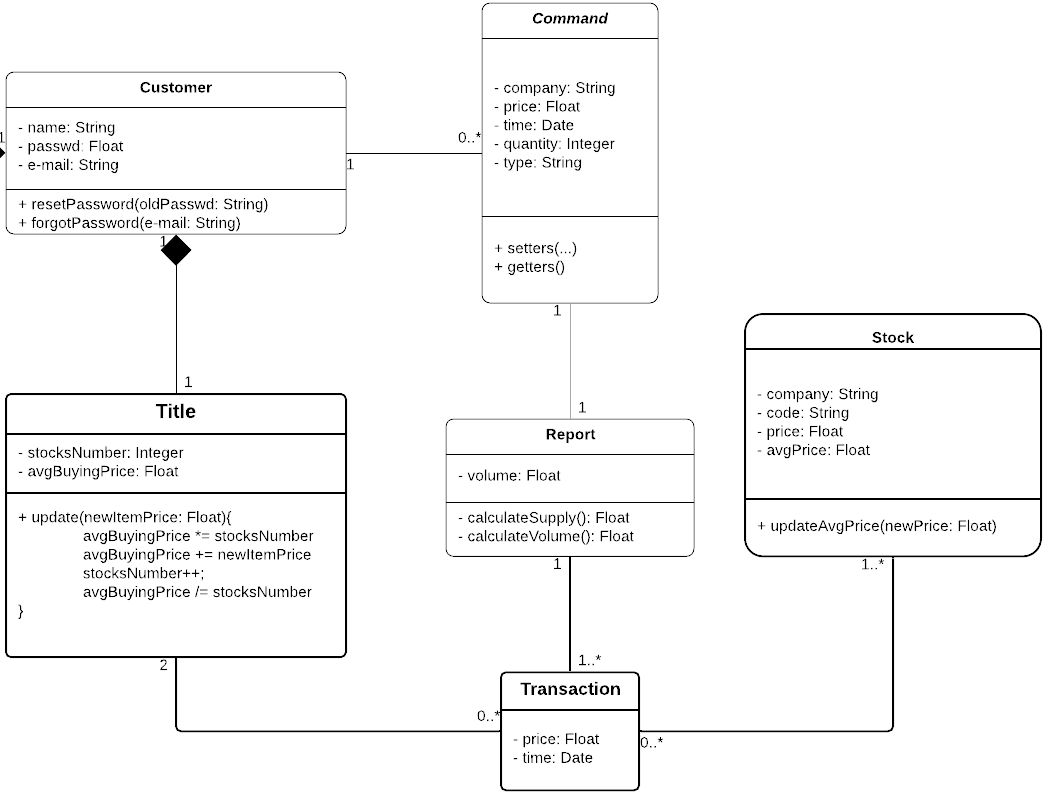 Command
- company: String
- price: Float
- time: Date
- quantity: Integer
- type: String
+ setters(...)
+ getters()
Customer
- name: String
- passwd: Float
- e-mail: String
+ resetPassword(oldPasswd: String)
+ forgotPassword(e-mail: String)
1
1
0..*
1
1
1
1
Title
- stocksNumber: Integer
- avgBuyingPrice: Float
+ update(newItemPrice: Float){
avgBuyingPrice *= stocksNumber
avgBuyingPrice += newItemPrice
stocksNumber++;
avgBuyingPrice /= stocksNumber
}
2
Report
- volume: Float
- calculateSupply(): Float
- calculateVolume(): Float
1
1..*
Stock
- company: String
- code: String
- price: Float
- avgPrice: Float
+ updateAvgPrice(newPrice: Float)
1..*
Transaction
- price: Float
- time: Date
0..*
0..*